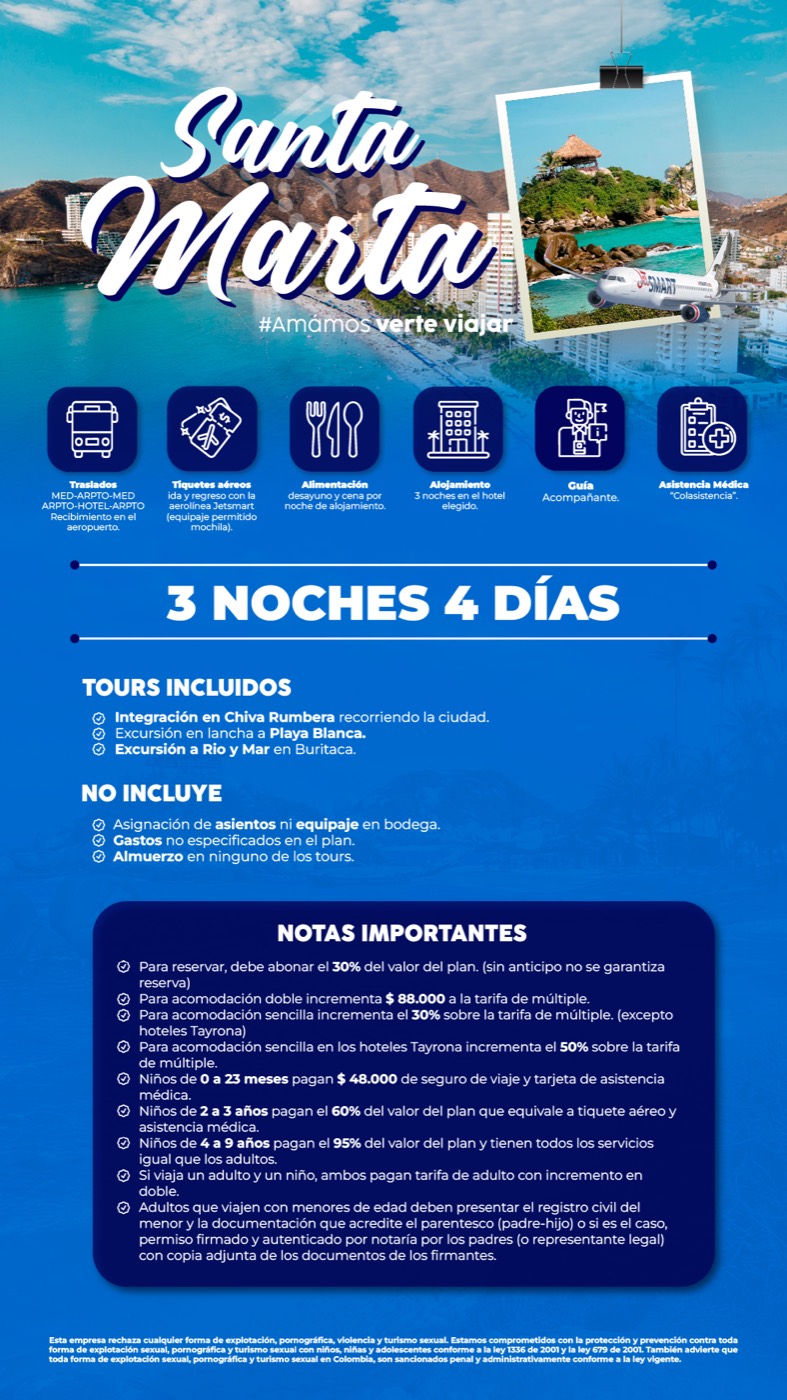 Santa
Marta
#Amámos verte viajar
JetSMART
Traslados
MED-ARPTO-MED
ARPTO-HOTEL-ARPTO
Recibimiento en el
aeropuerto.
Tiquetes aéreos
ida y regreso con la
aerolínea Jetsmart
(equipaje permitido
mochila).
Alimentación
desayuno y cena por
noche de alojamiento.
Alojamiento
3 noches en el hotel
elegido.
Guía
Acompañante.
Asistencia Médica
“Colasistencia”.
3 NOCHES 4 DÍAS
TOURS INCLUIDOS
Integración en Chiva Rumbera recorriendo la ciudad.
Excursión en lancha a Playa Blanca.
Excursión a Rio y Mar en Buritaca.
NO INCLUYE
Asignación de asientos ni equipaje en bodega.
Gastos no especificados en el plan.
Almuerzo en ninguno de los tours.
NOTAS IMPORTANTES
Para reservar, debe abonar el 30% del valor del plan. (sin anticipo no se garantiza
reserva)
Para acomodación doble incrementa $ 88.000 a la tarifa de múltiple.
Para acomodación sencilla incrementa el 30% sobre la tarifa de múltiple. (excepto
hoteles Tayrona)
Para acomodación sencilla en los hoteles Tayrona incrementa el 50% sobre la tarifa
de múltiple.
Niños de 0 a 23 meses pagan $ 48.000 de seguro de viaje y tarjeta de asistencia
médica.
Niños de 2 a 3 años pagan el 60% del valor del plan que equivale a tiquete aéreo y
asistencia médica.
Niños de 4 a 9 años pagan el 95% del valor del plan y tienen todos los servicios
igual que los adultos.
Si viaja un adulto y un niño, ambos pagan tarifa de adulto con incremento en
doble.
Adultos que viajen con menores de edad deben presentar el registro civil del
menor y la documentación que acredite el parentesco (padre-hijo) o si es el caso,
permiso firmado y autenticado por notaría por los padres (o representante legal)
con copia adjunta de los documentos de los firmantes.
Esta empresa rechaza cualquier forma de explotación, pornográfica, violencia y turismo sexual. Estamos comprometidos con la protección y prevención contra toda
forma de explotación sexual, pornográfica y turismo sexual con niños, niñas y adolescentes conforme a la ley 1336 de 2001 y la ley 679 de 2001. También advierte que
toda forma de explotación sexual, pornográfica y turismo sexual en Colombia, son sancionados penal y administrativamente conforme a la ley vigente.